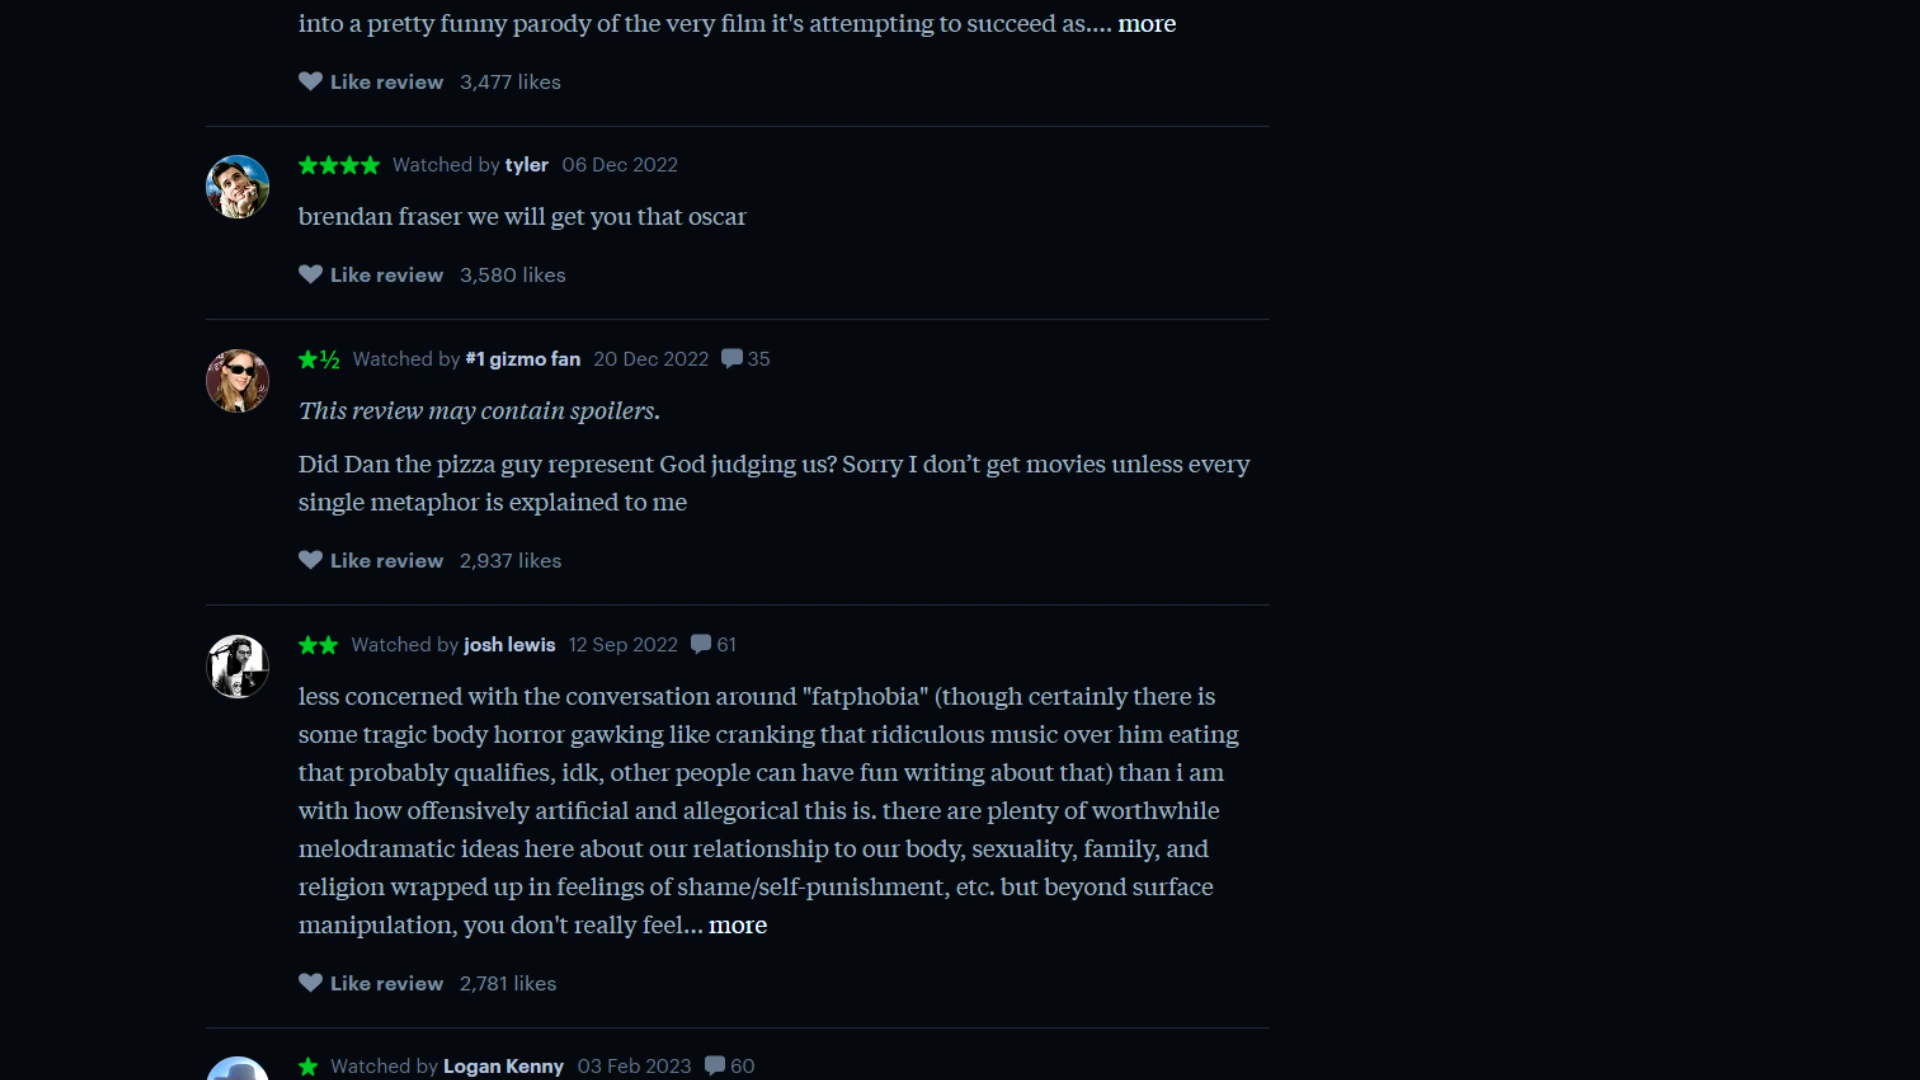 into a pretty funny parody of the very film it's attempting to succeed as.... more
Like review 3,477 likes
Watched by tyler 06 Dec 2022
brendan fraser we will get you that oscar
Like review 3,580 likes
★½ Watched by #1 gizmo fan 20 Dec 2022 35
This review may contain spoilers.
Did Dan the pizza guy represent God judging us? Sorry I don’t get movies unless every
single metaphor is explained to me
Like review 2,937 likes
Watched by josh lewis 12 Sep 2022 61
less concerned with the conversation around "fatphobia" (though certainly there is
some tragic body horror gawking like cranking that ridiculous music over him eating
that probably qualifies, idk, other people can have fun writing about that) than i am
with how offensively artificial and allegorical this is. there are plenty of worthwhile
melodramatic ideas here about our relationship to our body, sexuality, family, and
religion wrapped up in feelings of shame/self-punishment, etc. but beyond surface
manipulation, you don't really feel... more
Like review 2,781 likes
Watched by Logan Kenny 03 Feb 2023 60